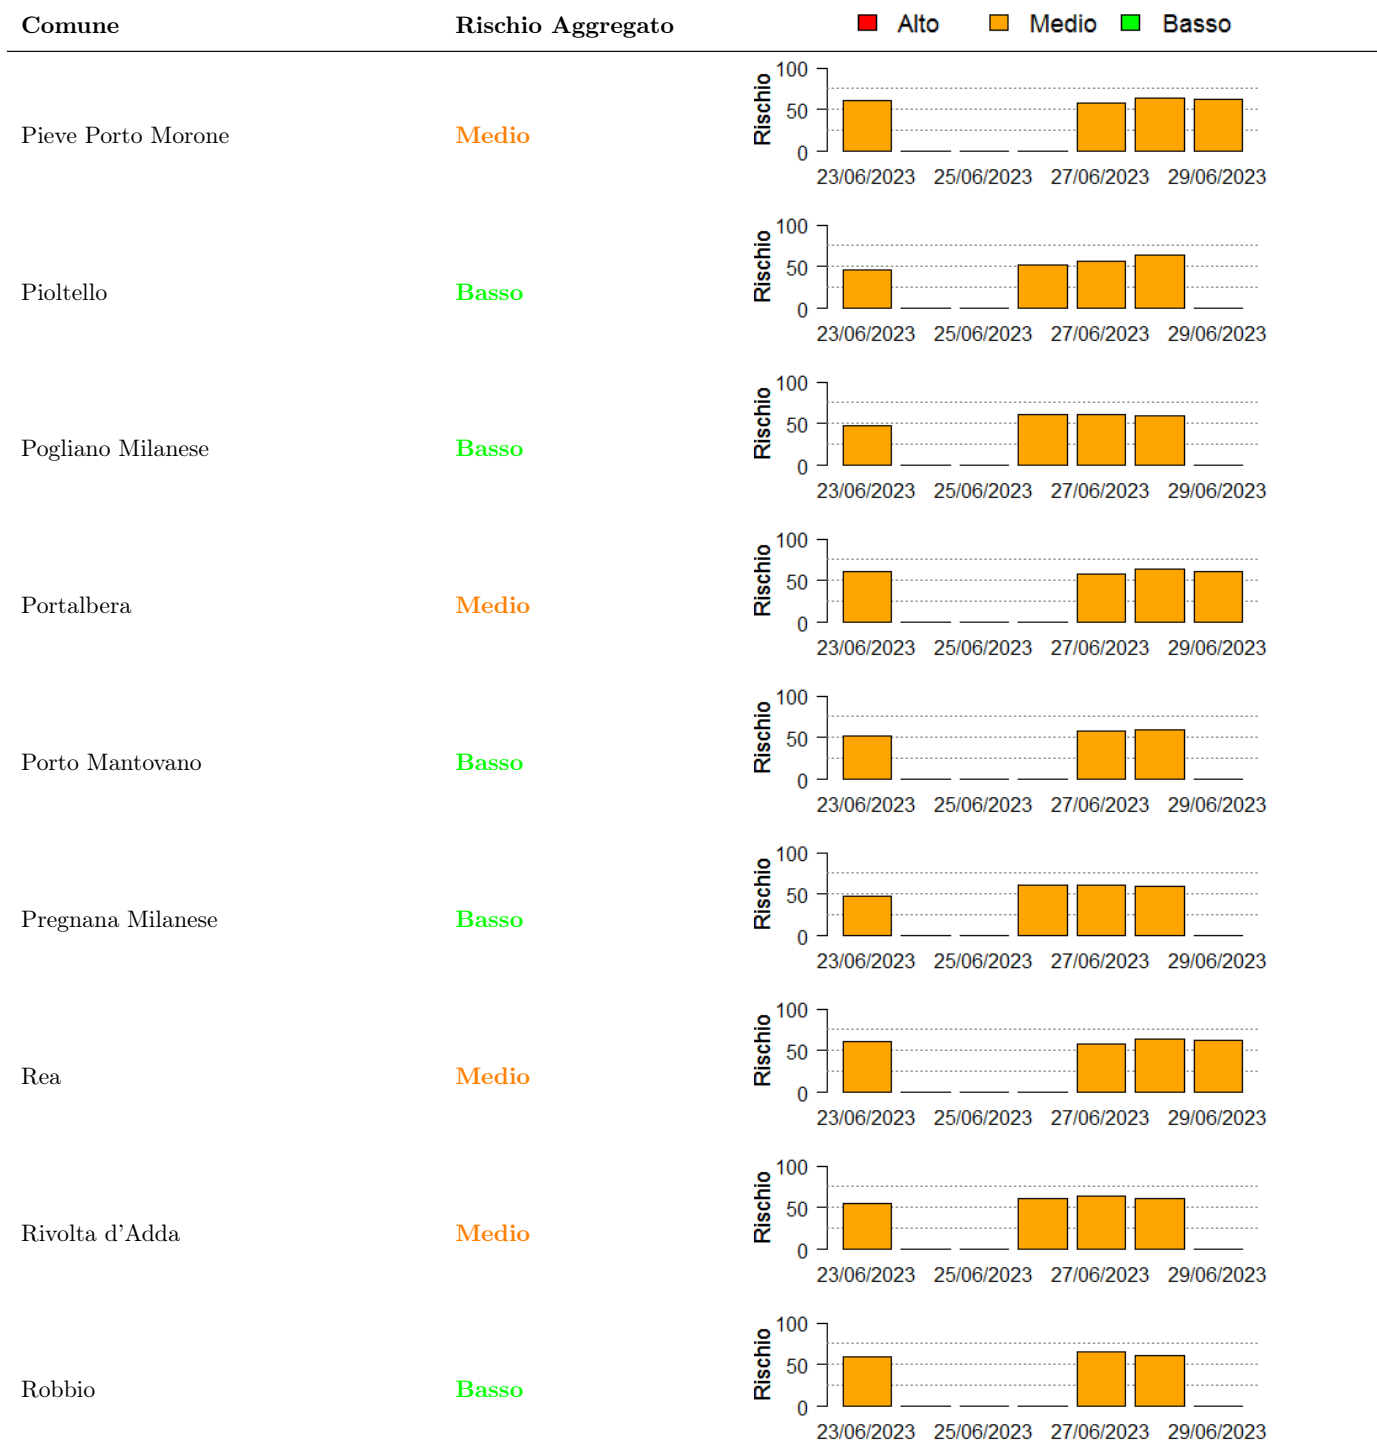 Comune Rischio Aggregato Alto Medio Basso
100
50
0
Rischio
Pieve Porto Morone Medio
23/06/2023 25/06/2023 27/06/2023 29/06/2023
100
50
0
Rischio
Pioltello Basso
23/06/2023 25/06/2023 27/06/2023 29/06/2023
100
50
0
Rischio
Pogliano Milanese Basso
23/06/2023 25/06/2023 27/06/2023 29/06/2023
100
50
0
Rischio
Portalbera Medio
23/06/2023 25/06/2023 27/06/2023 29/06/2023
100
50
0
Rischio
Porto Mantovano Basso
23/06/2023 25/06/2023 27/06/2023 29/06/2023
100
50
0
Rischio
Pregnana Milanese Basso
23/06/2023 25/06/2023 27/06/2023 29/06/2023
100
50
0
Rischio
Rea Medio
23/06/2023 25/06/2023 27/06/2023 29/06/2023
100
50
0
Rischio
Rivolta d'Adda Medio
23/06/2023 25/06/2023 27/06/2023 29/06/2023
100
50
0
Rischio
Robbio Basso
23/06/2023 25/06/2023 27/06/2023 29/06/2023